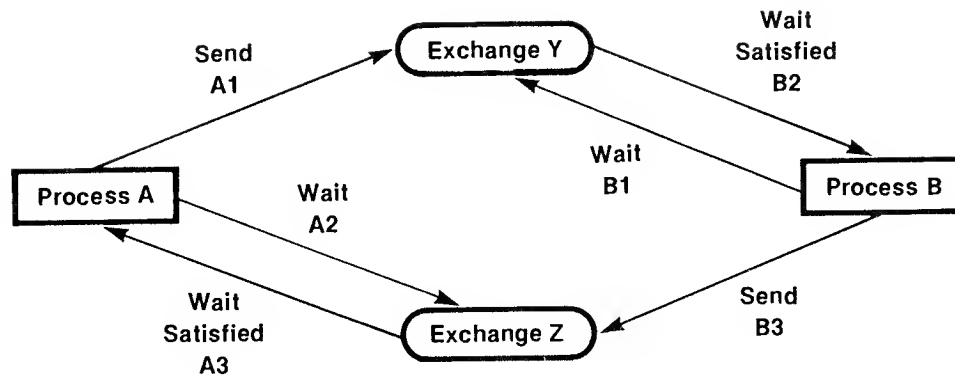 Exchange Y
Send
A1
Wait
Satisfied
B2
Wait
B1
Process A
Process B
Wait
A2
Wait
Satisfied
A3
Exchange Z
Send
B3